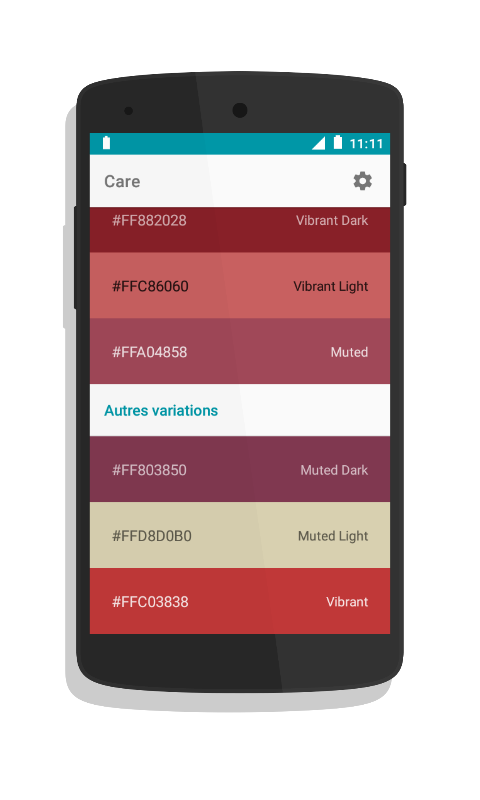 11:11
Care
#FF882028 Vibrant Dark
#FFC86060 Vibrant Light
#FFA04858 Muted
Autres variations
#FF803850 Muted Dark
#FFD8D0B0 Muted Light
#FFC03838 Vibrant